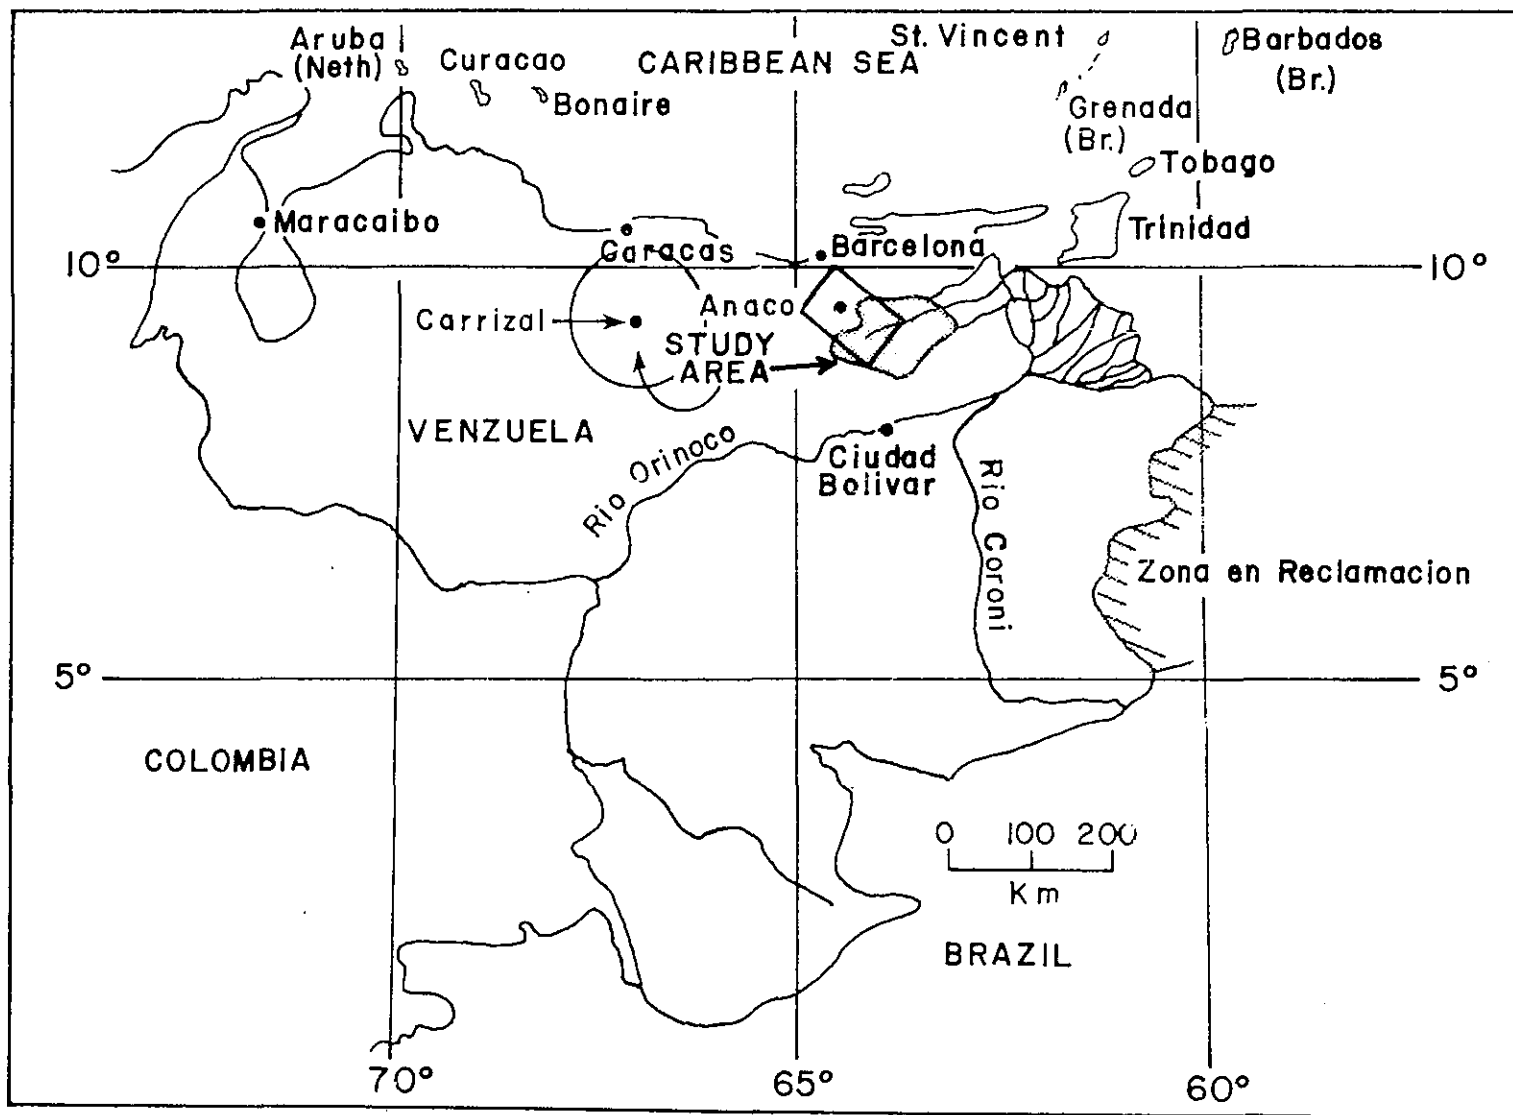 Aruba
(Neth)
Curacao
Bonaire
CARIBBEAN SEA
St. Vincent
Barbados
(Br.)
Grenada
(Br.)
Tobago
Trinidad
Maracaibo
Caracas
Barcelona
10°
10°
Carrizal
Anaco
STUDY
AREA
VENZUELA
Rio Orinoco
Ciudad
Bolivar
Rio Coroni
Zona en Reclamacion
5°
5°
COLOMBIA
0 100 200
Km
BRAZIL
70°
65°
60°